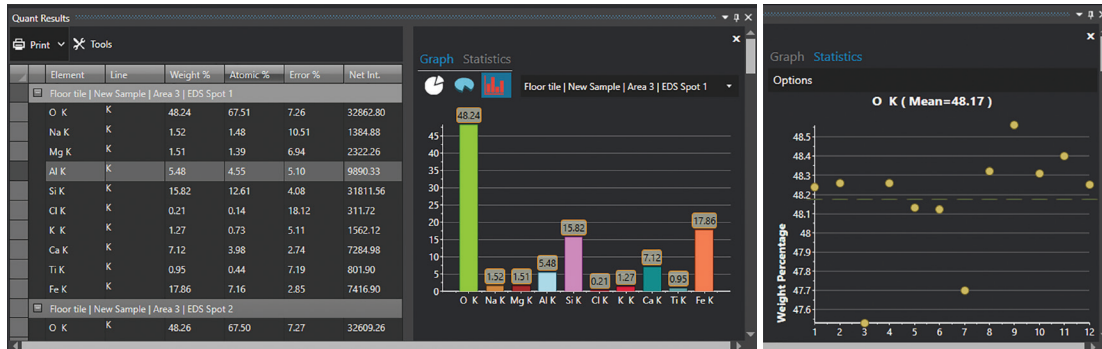 Quant Results
Print Tools
Element Line Weight % Atomic % Error % Net Int.
Floor tile | New Sample | Area 3 | EDS Spot 1
O K K 48.24 67.51 7.26 32862.80
Na K K 1.52 1.48 10.51 1384.88
Mg K K 1.51 1.39 6.94 2322.26
Al K K 5.48 4.55 5.10 9890.33
Si K K 15.82 12.61 4.08 31811.56
Cl K K 0.21 0.14 18.12 311.72
K K K 1.27 0.73 5.11 1562.12
Ca K K 7.12 3.98 2.74 7284.98
Ti K K 0.95 0.44 7.19 801.90
Fe K K 17.86 7.16 2.85 7416.90
Floor tile | New Sample | Area 3 | EDS Spot 2
O K K 48.26 67.50 7.27 32609.26
Graph Statistics
Floor tile | New Sample | Area 3 | EDS Spot 1
48.24
45
40
35
30
25
20
15
10
5
0
1.52 1.51 5.48 15.82 0.21 1.27 7.12 0.95 17.86
O K Na K Mg K Al K Si K Cl K K K Ca K Ti K Fe K
Graph Statistics
Options
O K ( Mean=48.17 )
Weight Percentage
48.5
48.4
48.3
48.2
48.1
48
47.9
47.8
47.7
47.6
1 2 3 4 5 6 7 8 9 10 11 12